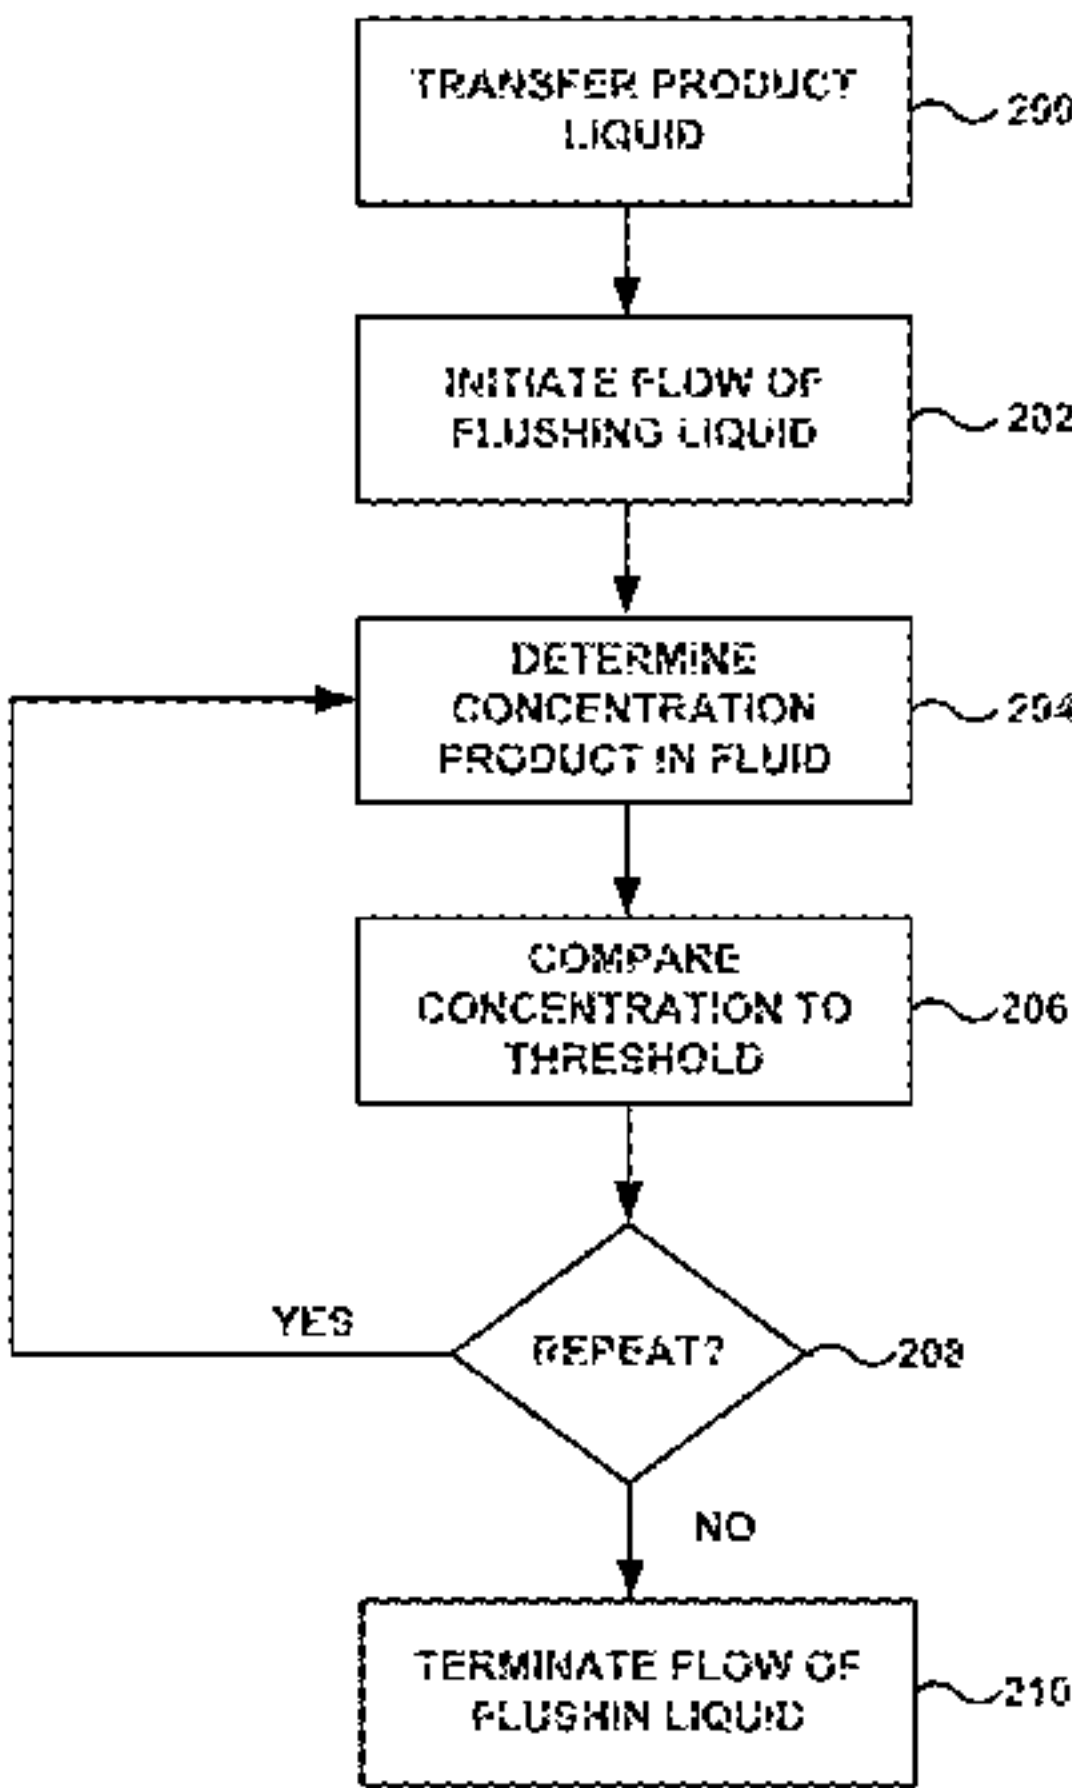 TRANSFER PRODUCT
LIQUID
200
INITIATE FLOW OF
FLUSHING LIQUID
202
DETERMINE
CONCENTRATION
PRODUCT IN FLUID
204
COMPARE
CONCENTRATION TO
THRESHOLD
206
YES
REPEAT?
208
NO
TERMINATE FLOW OF
FLUSHIN LIQUID
210